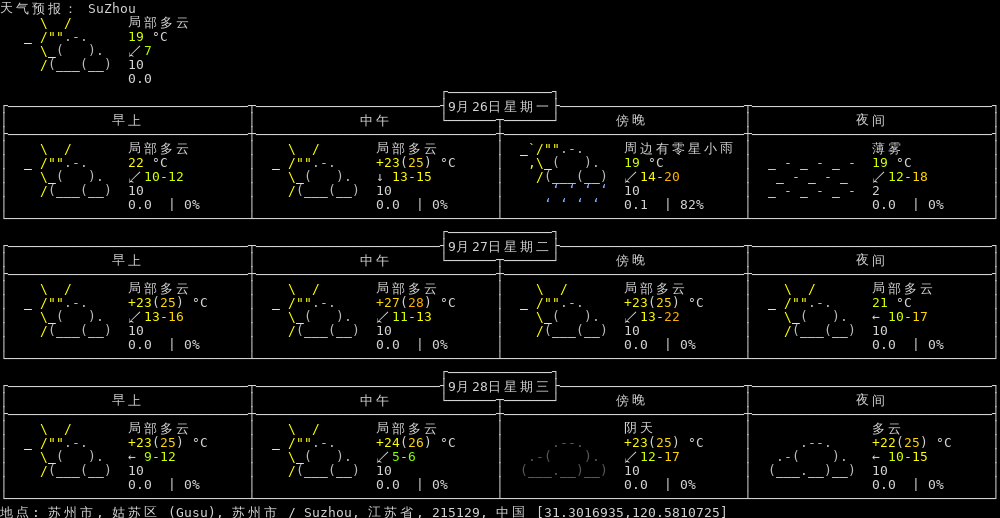 天气预报: SuZhou
局部多云
19 °C
↙7
10
0.0
9月26日星期一
早上 中午 傍晚 夜间
局部多云 局部多云 周边有零星小雨 薄雾
22 °C +23(25) °C 19 °C 19 °C
↙10-12 ↓ 13-15 ↙14-20 ↙12-18
10 10 10 2
0.0 | 0% 0.0 | 0% 0.1 | 82% 0.0 | 0%
9月27日星期二
早上 中午 傍晚 夜间
局部多云 局部多云 局部多云 局部多云
+23(25) °C +27(28) °C +23(25) °C 21 °C
↙13-16 ↙11-13 ↙13-22 ← 10-17
10 10 10 10
0.0 | 0% 0.0 | 0% 0.0 | 0% 0.0 | 0%
9月28日星期三
早上 中午 傍晚 夜间
局部多云 局部多云 阴天 多云
+23(25) °C +24(26) °C +23(25) °C +22(25) °C
← 9-12 ↙5-6 ↙12-17 ← 10-15
10 10 10 10
0.0 | 0% 0.0 | 0% 0.0 | 0% 0.0 | 0%
地点: 苏州市, 姑苏区 (Gusu), 苏州市 / Suzhou, 江苏省, 215129, 中国 [31.3016935,120.5810725]